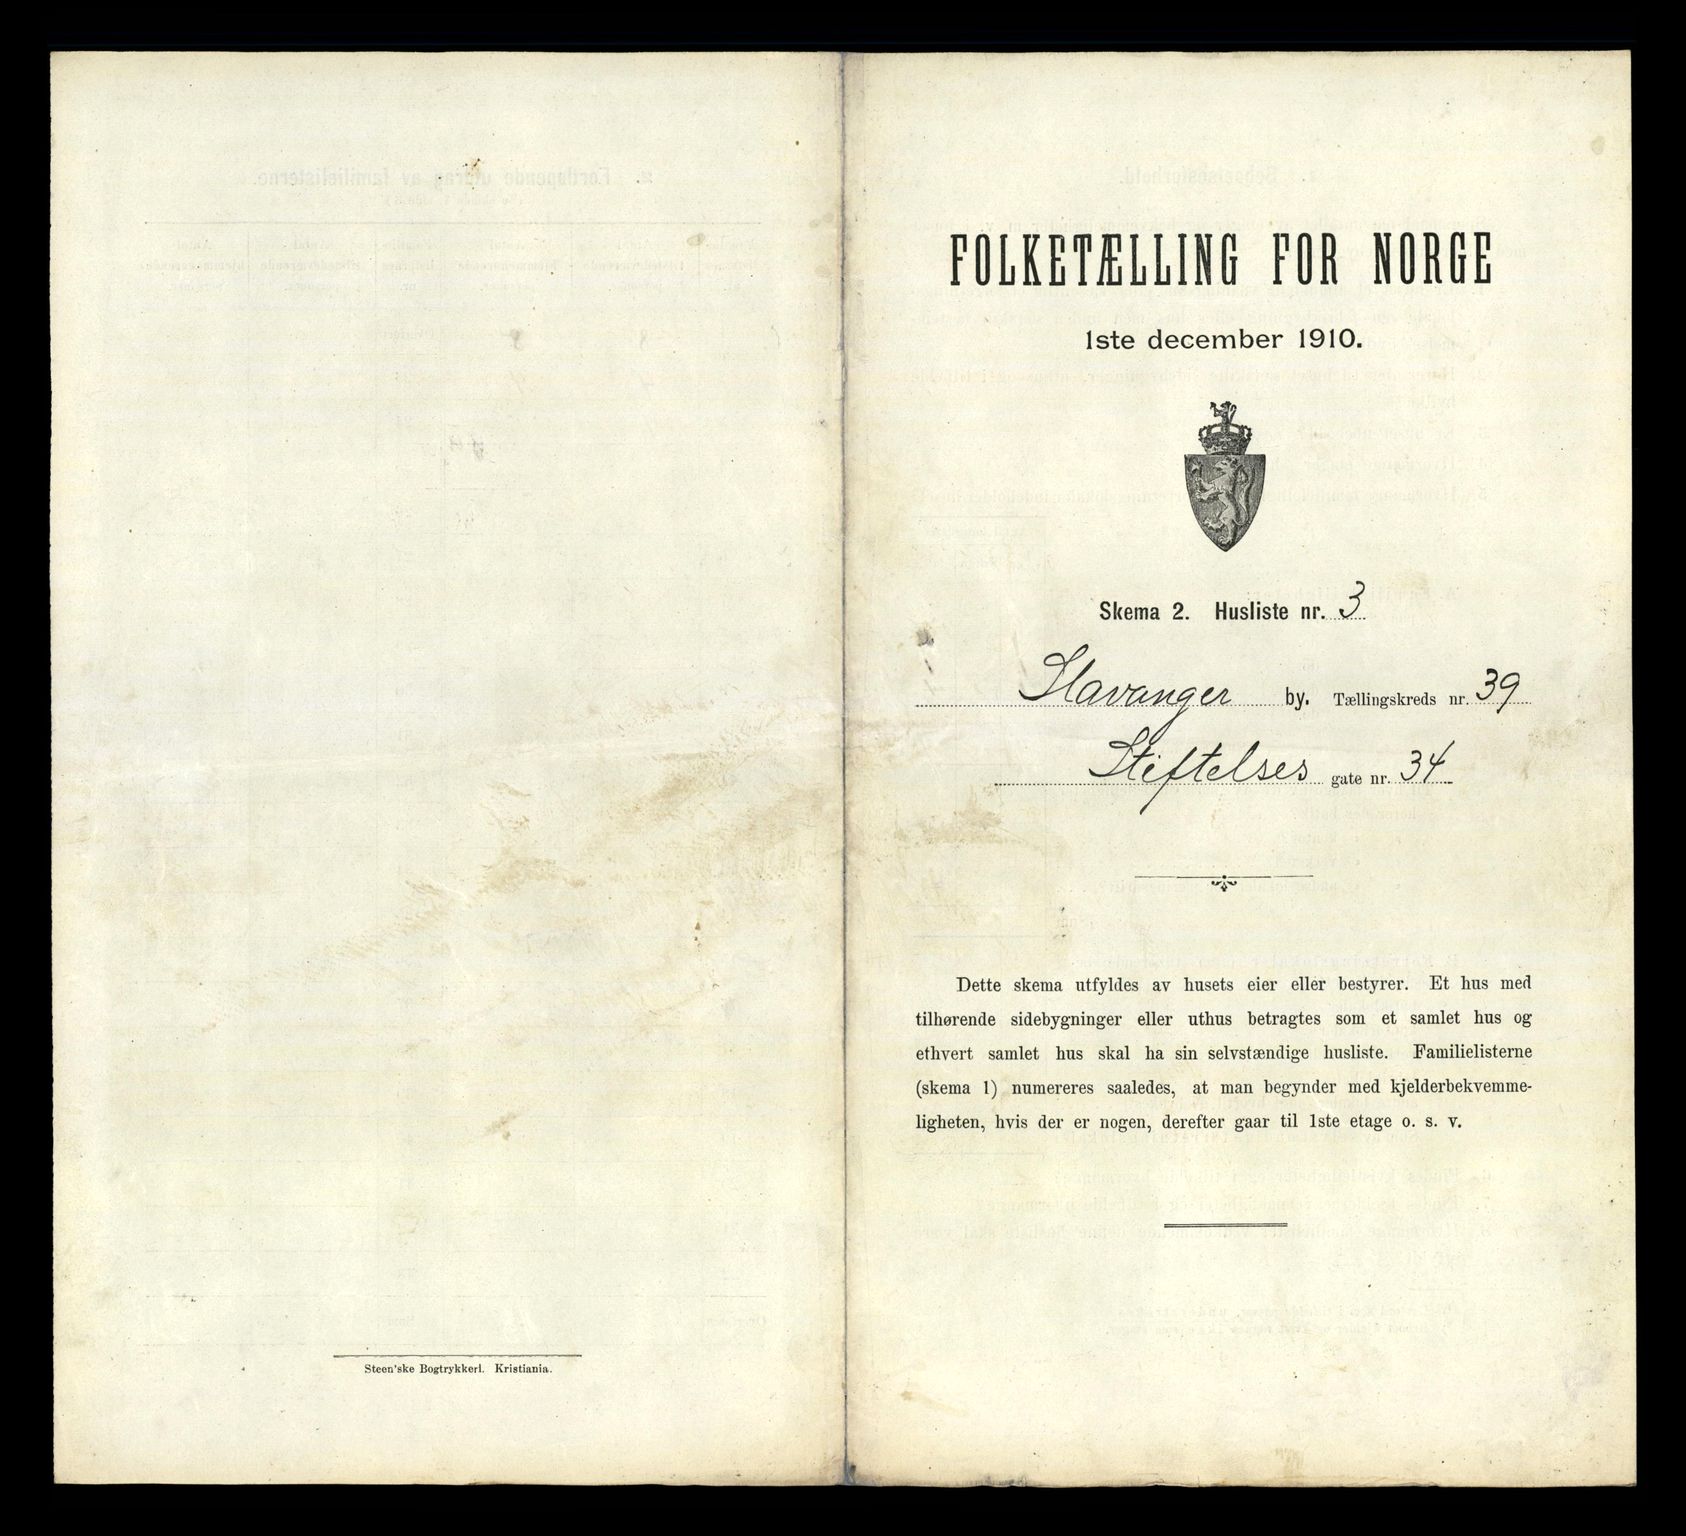 FOLKETÆLLING FOR NORGE
1ste december 1910.
Skema 2. Husliste nr. 3
Stavanger by. Tællingskreds nr. 39
Stiftelses gate nr. 34
Dette skema utfyldes av husets eier eller bestyrer. Et hus med
tilhørende sidebygninger eller uthus betragtes som et samlet hus og
ethvert samlet hus skal ha sin selvstændige husliste. Familielisterne
(skema 1) numereres saaledes, at man begynder med kjelderbekvemme-
ligheten, hvis der er nogen, derefter gaar til 1ste etage o. s. v.
Steen'ske Bogtrykkeri. Kristiania.